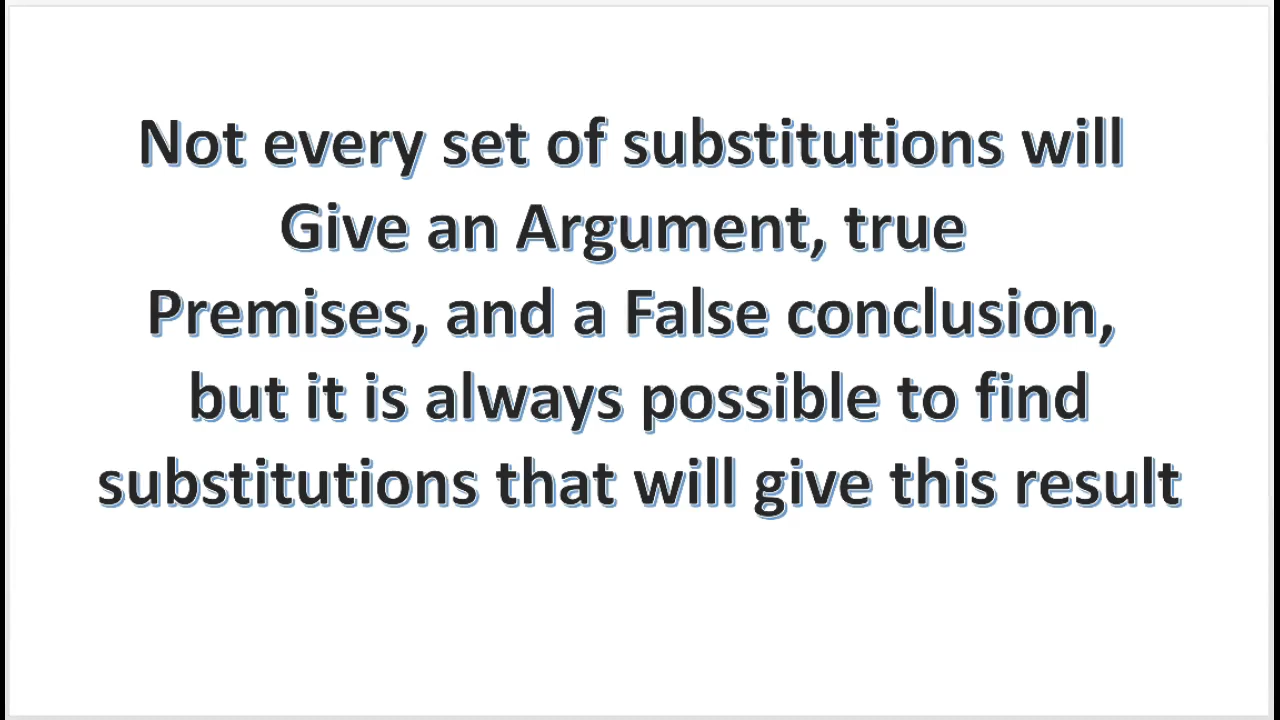 Not every set of substitutions will
Give an Argument, true
Premises, and a False conclusion,
but it is always possible to find
substitutions that will give this result